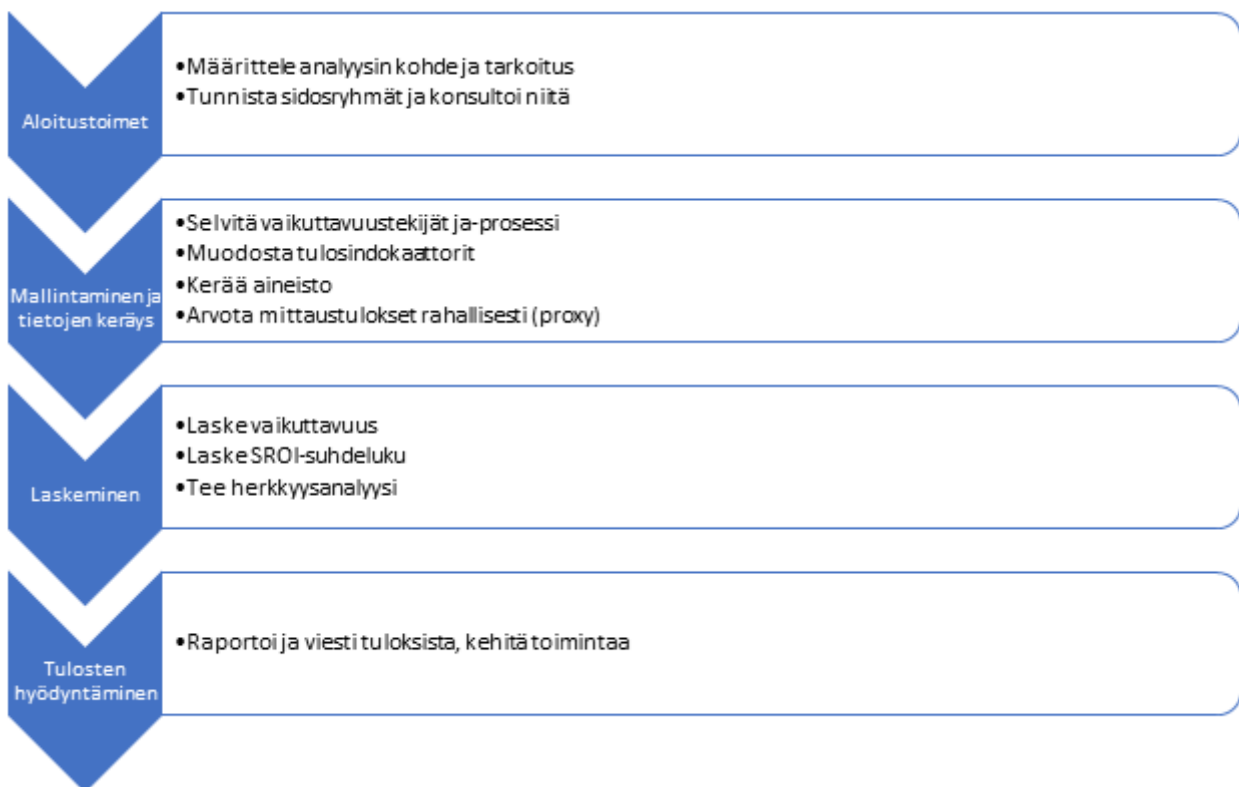 Aloitustoimet
•Määrittele analyysin kohde ja tarkoitus
•Tunnista sidosryhmät ja konsultoi niitä
Mallintaminen ja
tietojen keräys
•Selvitä vaikuttavuustekijät ja-prosessi
•Muodosta tulosindokaattorit
•Kerää aineisto
•Arvota mittaustulokset rahallisesti (proxy)
Laskeminen
•Laske vaikuttavuus
•Laske SROI-suhdeluku
•Tee herkkyysanalyysi
Tulosten
hyödyntäminen
•Raportoi ja viesti tuloksista, kehitä toimintaa